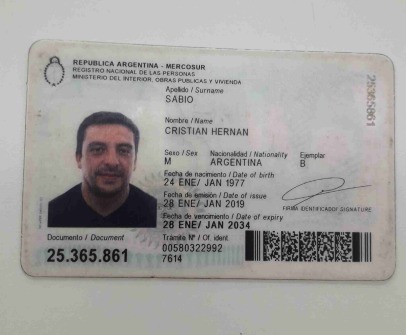 REPUBLICA ARGENTINA - MERCOSUR
REGISTRO NACIONAL DE LAS PERSONAS
MINISTERIO DEL INTERIOR, OBRAS PUBLICAS Y VIVIENDA
Apellido / Surname
SABIO
Nombre / Name
CRISTIAN HERNAN
Sexo / Sex Nacionalidad / Nationality Ejemplar
M ARGENTINA B
Fecha de nacimiento / Date of birth
24 ENE/ JAN 1977
Fecha de emisión / Date of issue
28 ENE/ JAN 2019
FIRMA IDENTIFICADO/ SIGNATURE
Fecha de vencimiento / Date of expiry
28 ENE/ JAN 2034
Documento / Document
25.365.861
Trámite Nº / Of. ident.
00580322992
7614
25365861